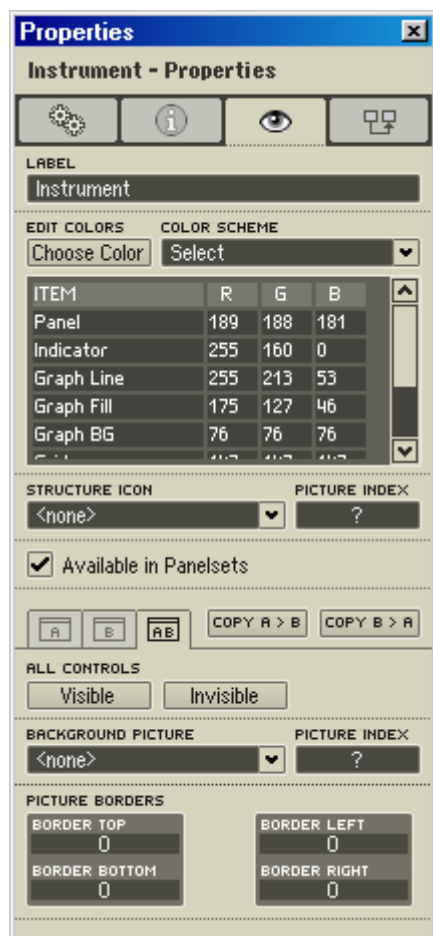 Properties
Instrument - Properties
LABEL
Instrument
EDIT COLORS COLOR SCHEME
Choose Color Select
ITEM R G B
Panel 189 188 181
Indicator 255 160 0
Graph Line 255 213 53
Graph Fill 175 127 46
Graph BG 76 76 76
STRUCTURE ICON PICTURE INDEX
<none> ?
Available in Panelsets
A B AB COPY A > B COPY B > A
ALL CONTROLS
Visible Invisible
BACKGROUND PICTURE PICTURE INDEX
<none> ?
PICTURE BORDERS
BORDER TOP BORDER LEFT
0 0
BORDER BOTTOM BORDER RIGHT
0 0